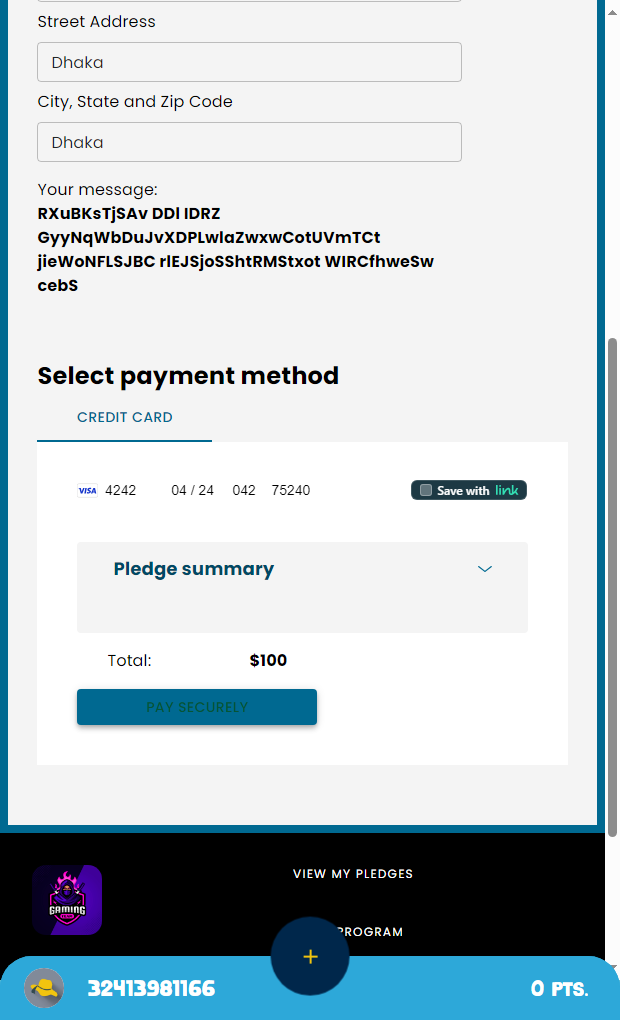 Street Address
Dhaka
City, State and Zip Code
Dhaka
Your message:
RXuBKsTjSAv DDl IDRZ
GyyNqWbDuJvXDPLwlaZwxwCotUVmTCt
jieWoNFLSJBC rlEJSjoSShtRMStxot WIRCfhweSw
cebS
Select payment method
CREDIT CARD
VISA 4242 04 / 24 042 75240 Save with link
Pledge summary
Total: $100
PAY SECURELY
VIEW MY PLEDGES
GAMING
PROGRAM
+
32413981166 0 PTS.